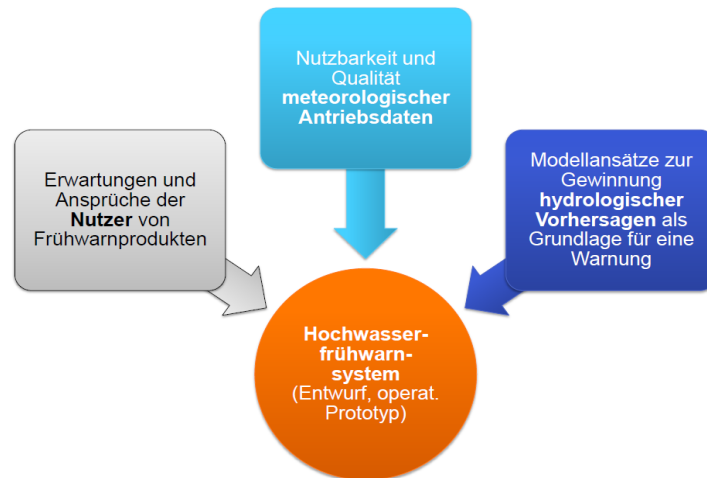 Nutzbarkeit und
Qualität
meteorologischer
Antriebsdaten
Erwartungen und
Ansprüche der
Nutzer von
Frühwarnprodukten
Modellansätze zur
Gewinnung
hydrologischer
Vorhersagen als
Grundlage für eine
Warnung
Hochwasser-
frühwarn-
system
(Entwurf, operat.
Prototyp)